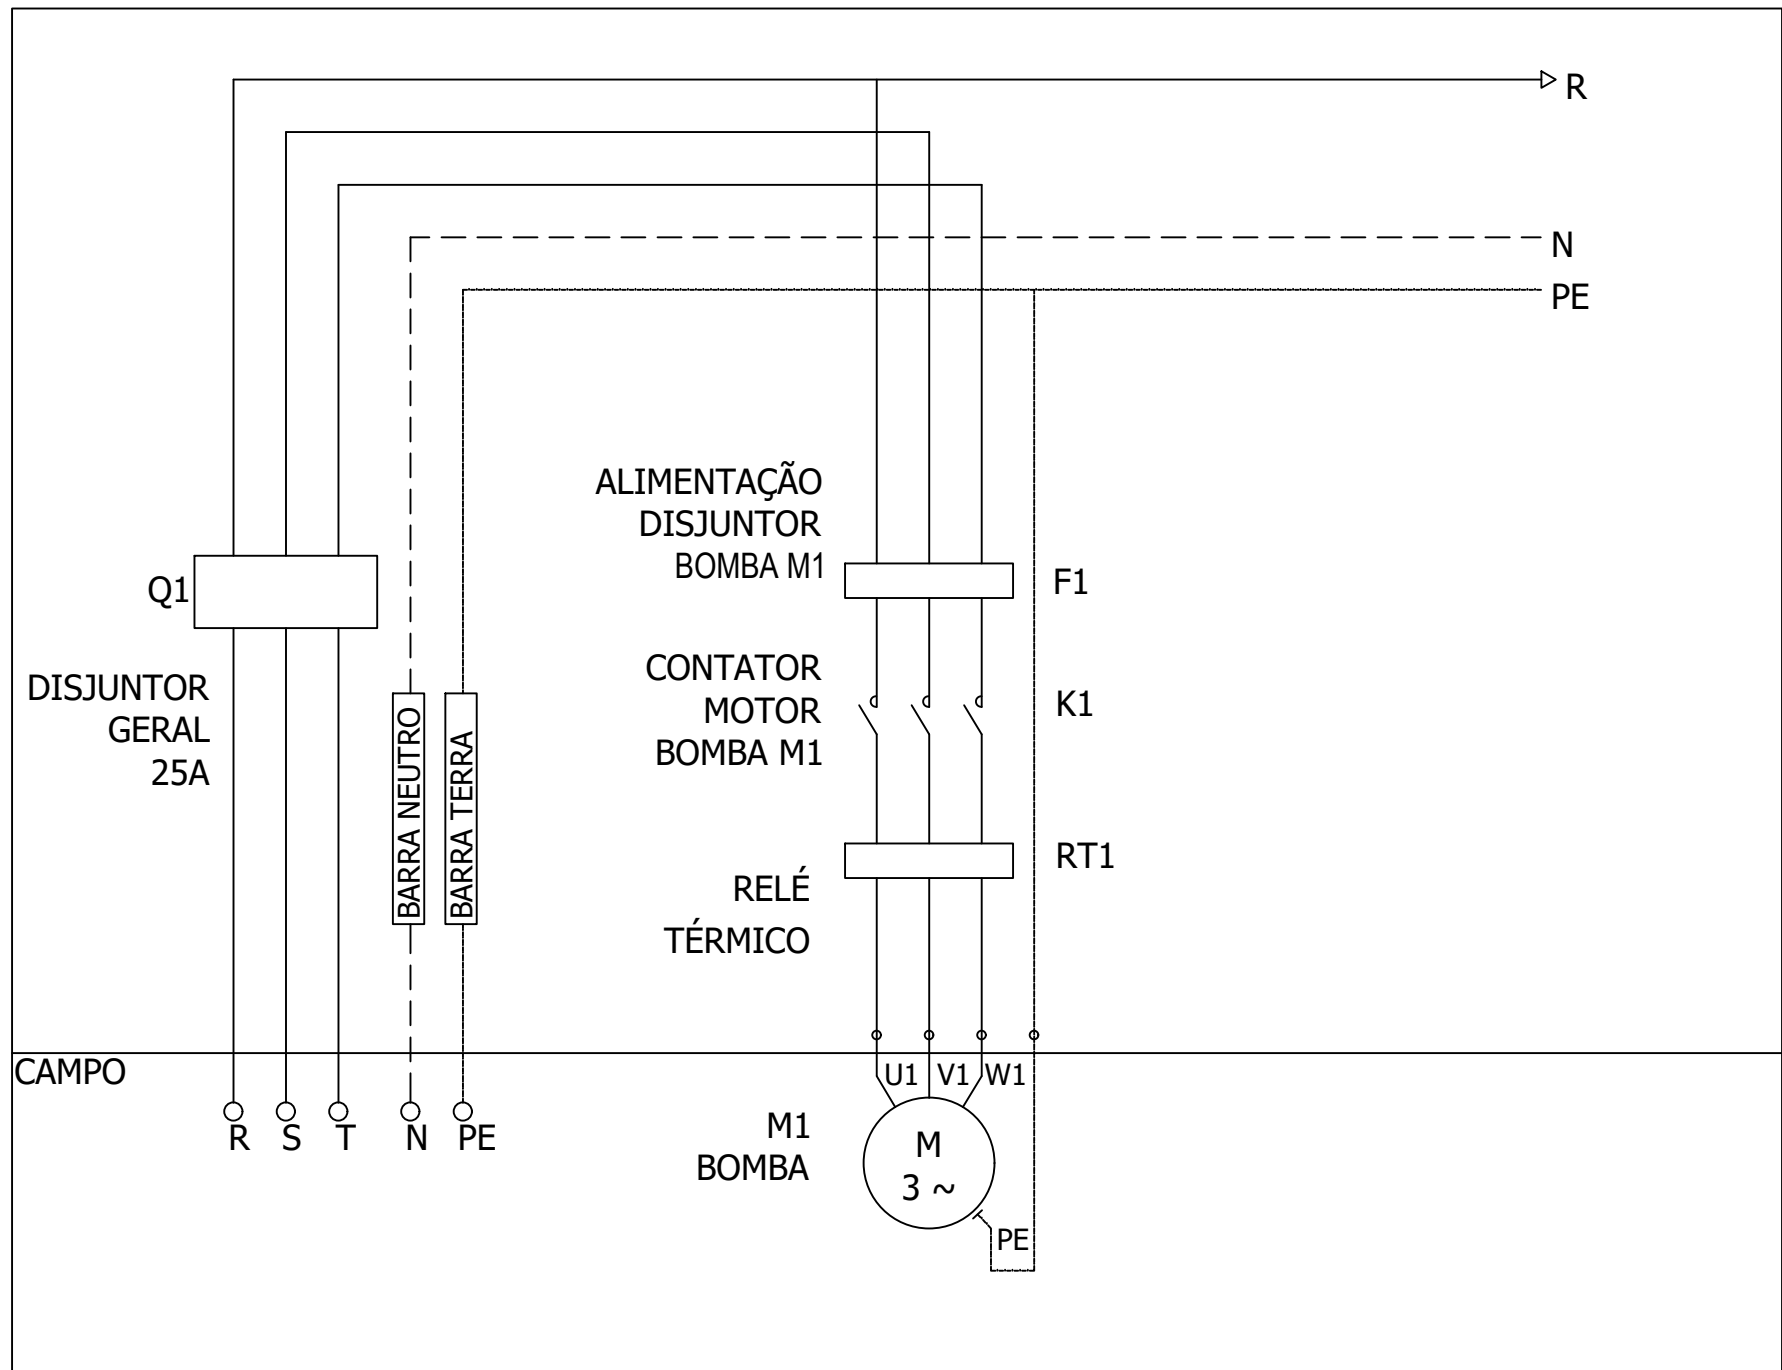 R
N
PE
ALIMENTAÇÃO
DISJUNTOR
BOMBA M1
F1
Q1
DISJUNTOR
GERAL
25A
BARRA NEUTRO
BARRA TERRA
CONTATOR
MOTOR
BOMBA M1
K1
RELÉ
TÉRMICO
RT1
CAMPO
R S T N PE
U1 V1 W1
M1
BOMBA
M
3 ~
PE